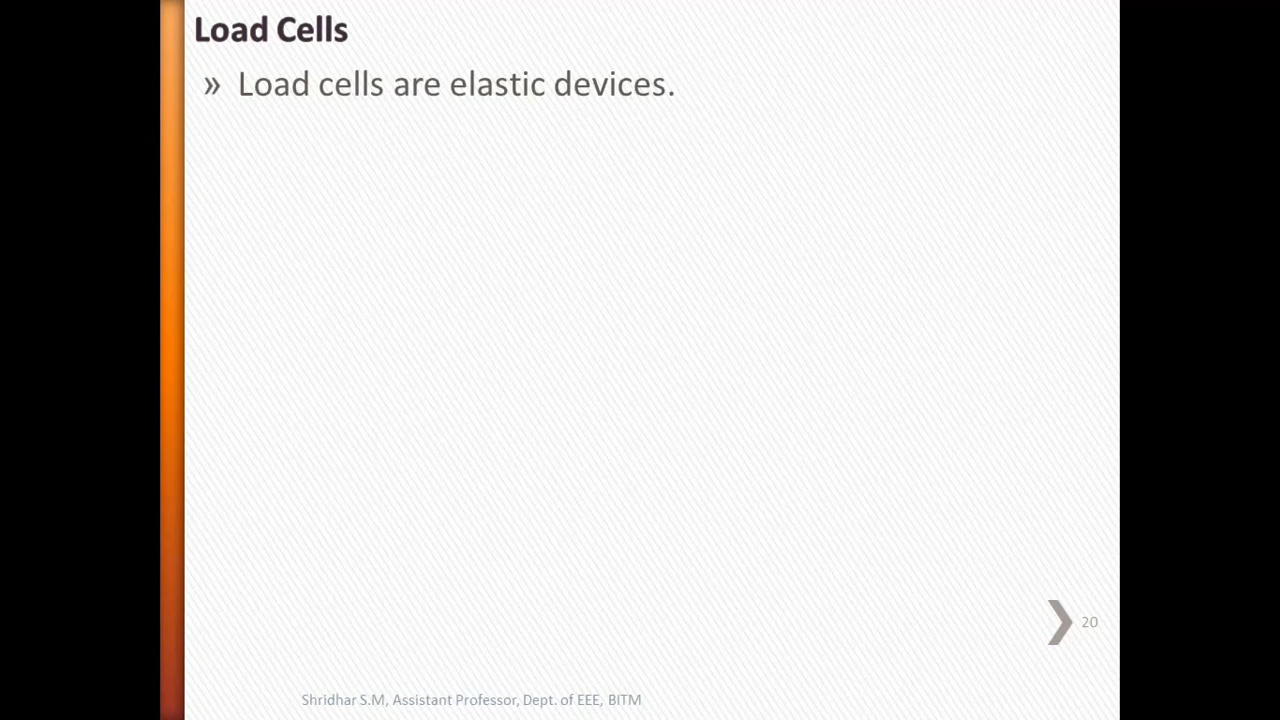 Load Cells
» Load cells are elastic devices.
20
Shridhar S.M, Assistant Professor, Dept. of EEE, BITM